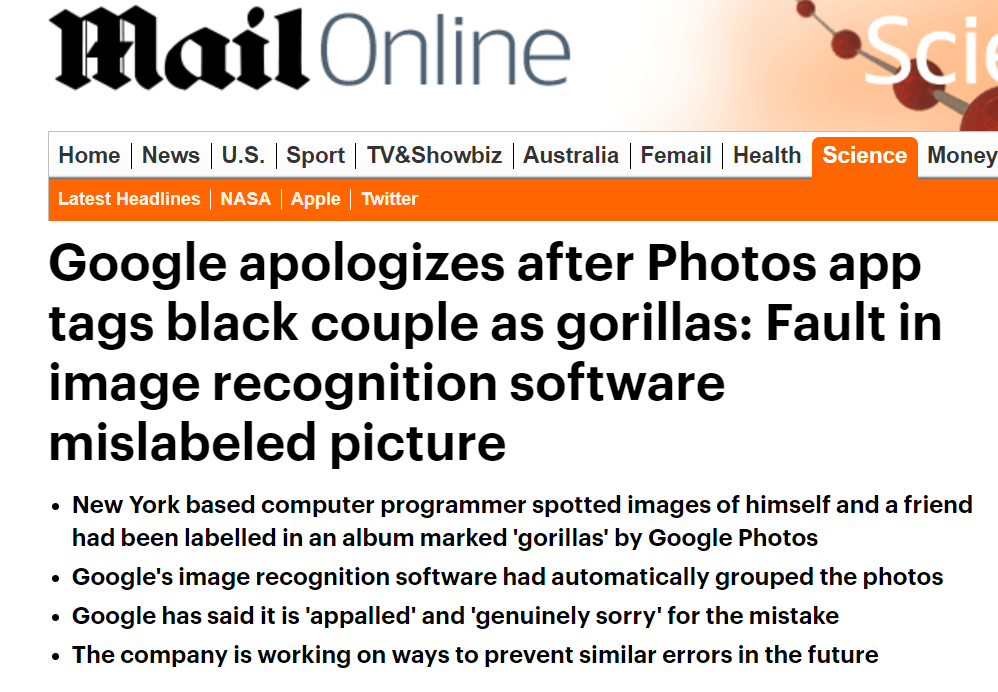 Mail Online
Home News U.S. Sport TV&Showbiz Australia Femail Health Science Money
Latest Headlines NASA Apple Twitter
Google apologizes after Photos app
tags black couple as gorillas: Fault in
image recognition software
mislabeled picture
• New York based computer programmer spotted images of himself and a friend
had been labelled in an album marked 'gorillas' by Google Photos
• Google's image recognition software had automatically grouped the photos
• Google has said it is 'appalled' and 'genuinely sorry' for the mistake
• The company is working on ways to prevent similar errors in the future